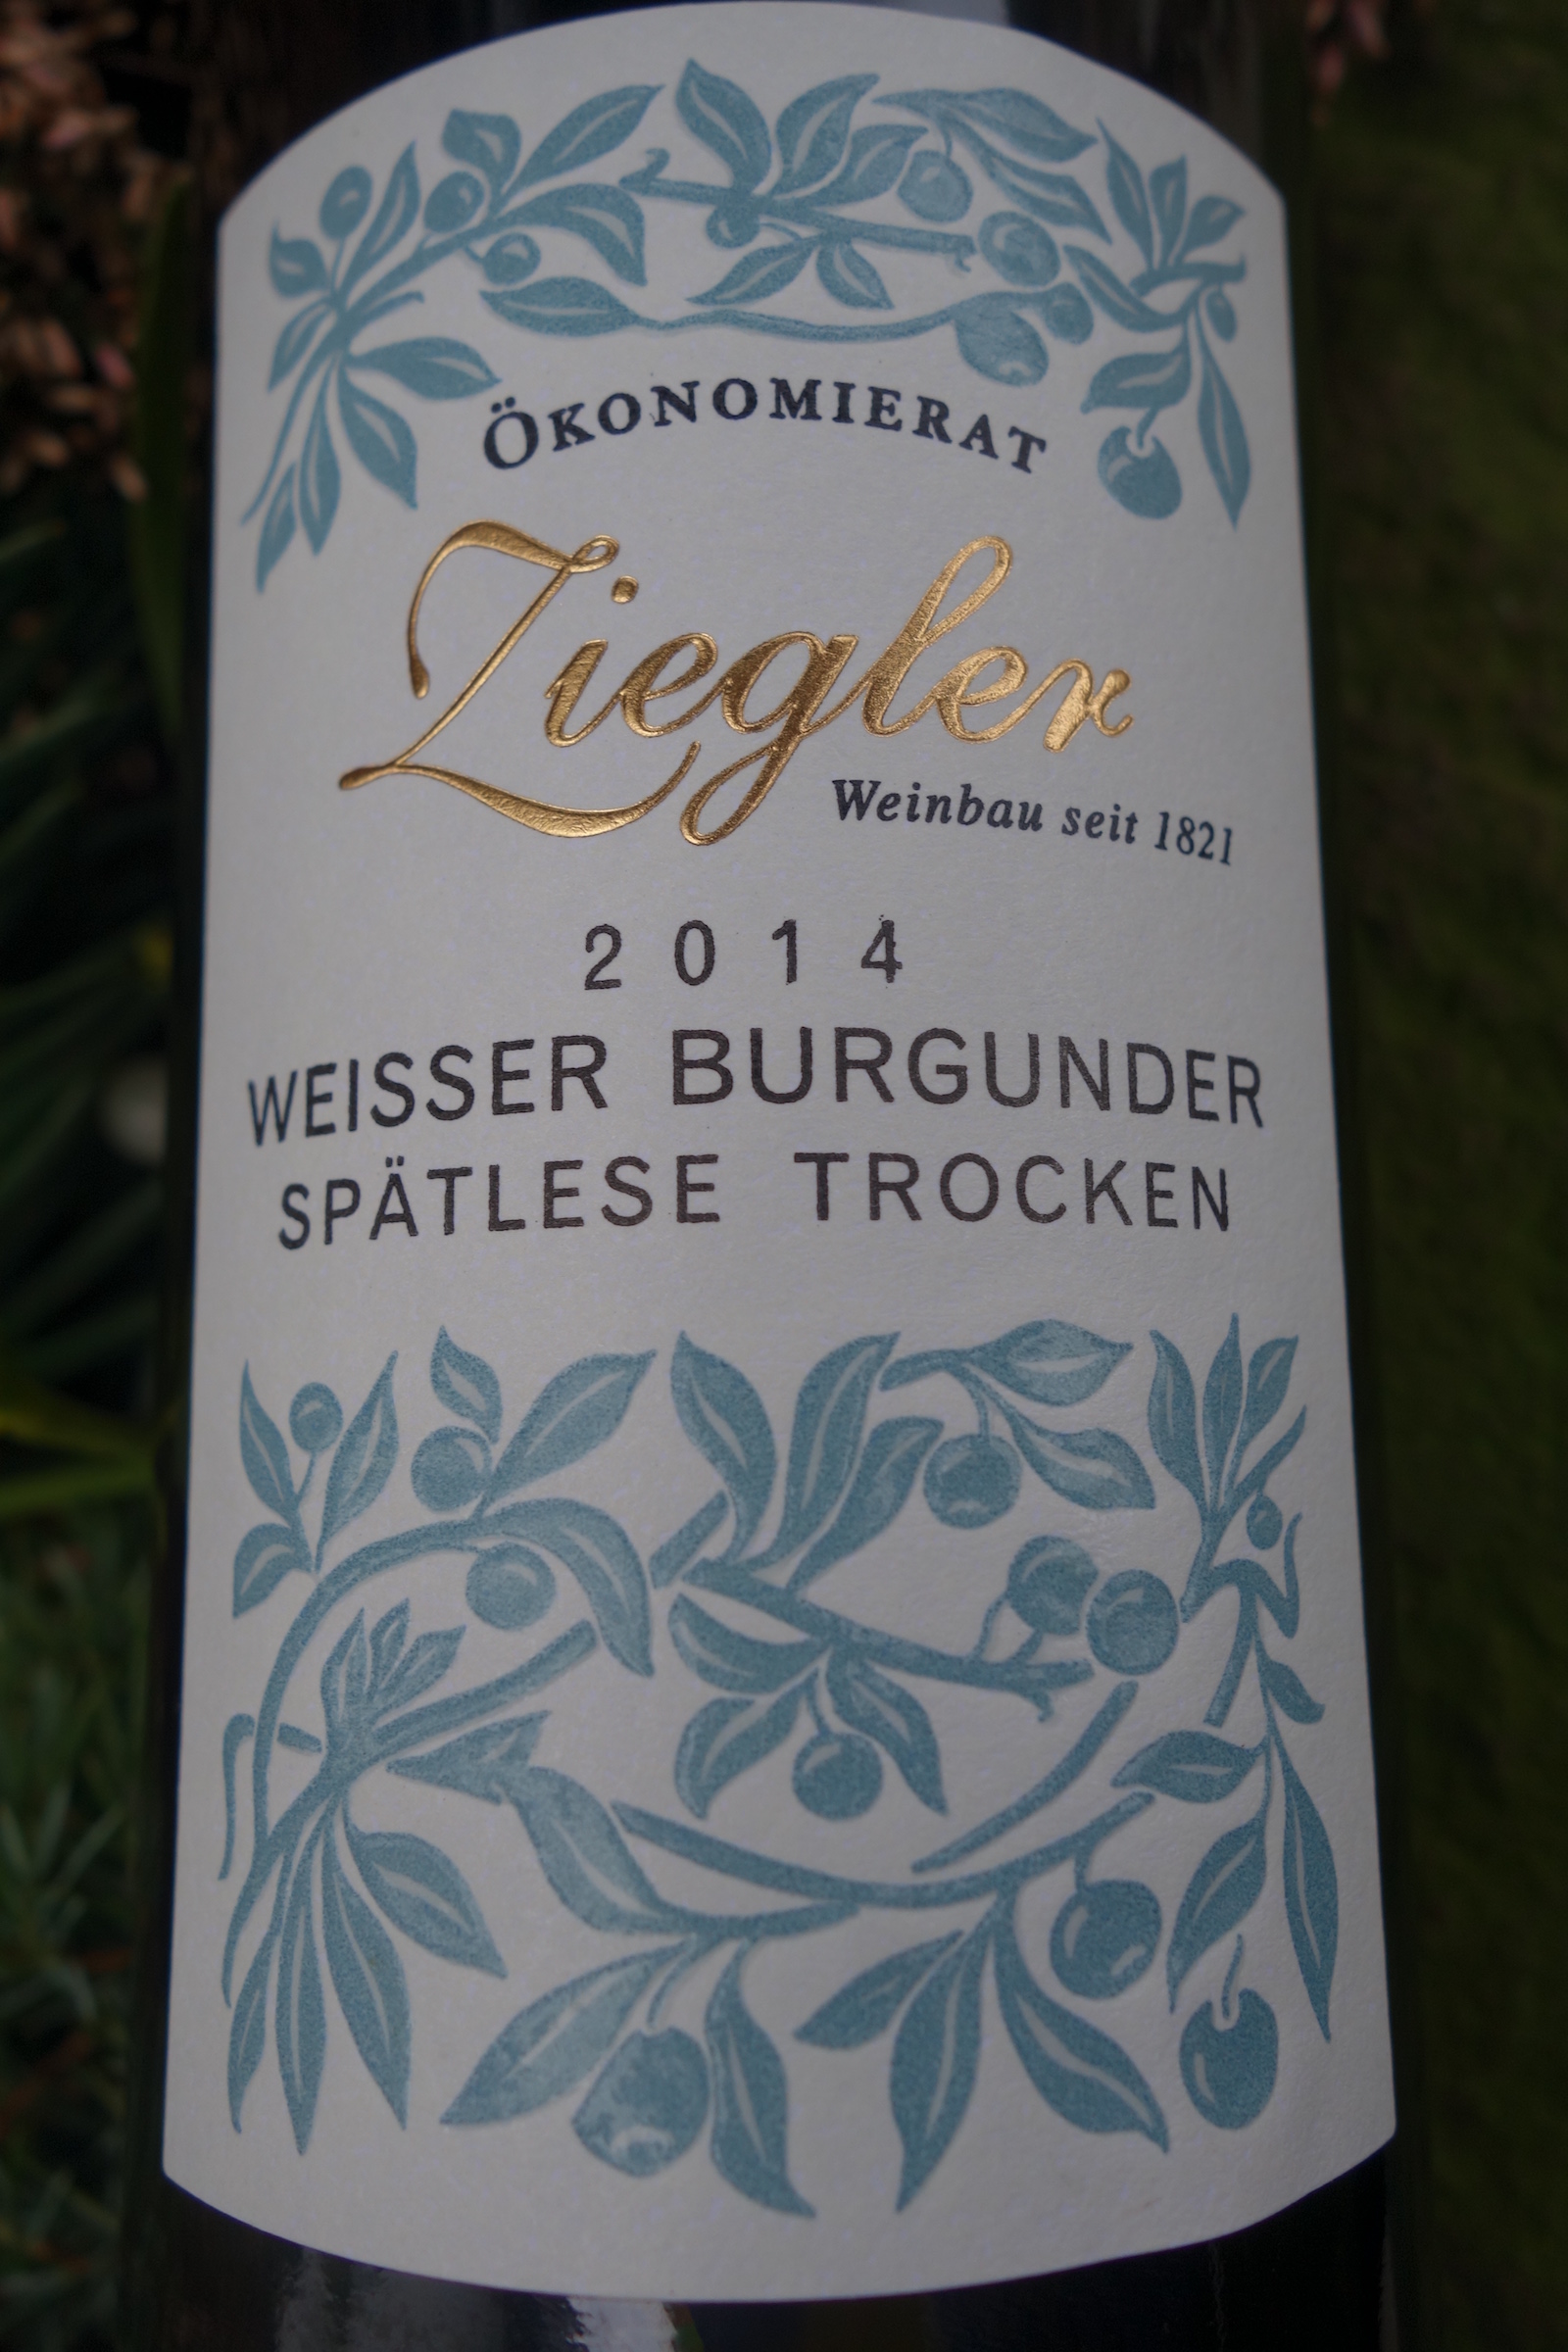 ÖKONOMIERAT
Ziegler
Weinbau seit 1821
2014
WEISSER BURGUNDER
SPÄTLESE TROCKEN